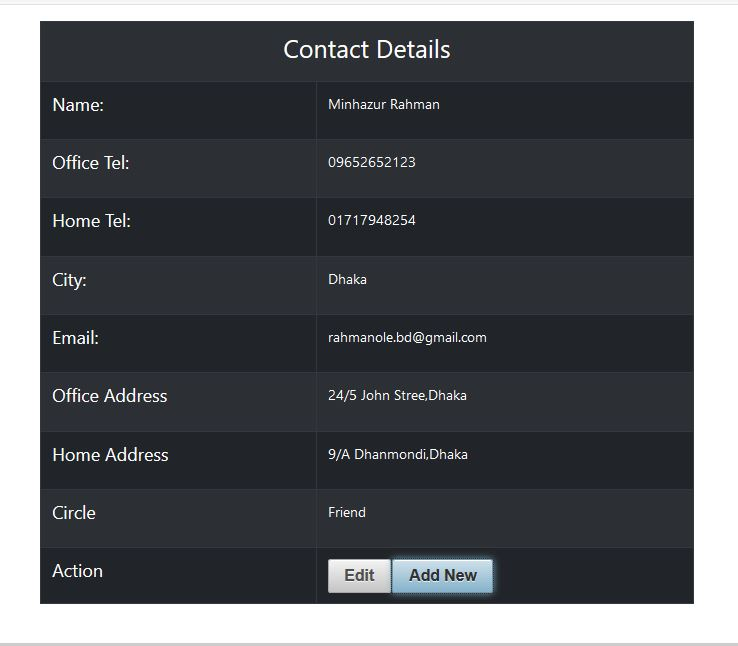 Contact Details
Name: Minhazur Rahman
Office Tel: 09652652123
Home Tel: 01717948254
City: Dhaka
Email: rahmanole.bd@gmail.com
Office Address 24/5 John Stree,Dhaka
Home Address 9/A Dhanmondi,Dhaka
Circle Friend
Action Edit Add New